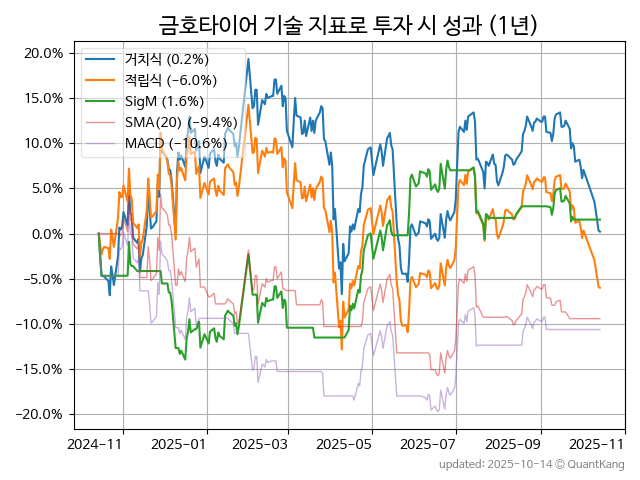 금호타이어 기술 지표로 투자 시 성과 (1년)
20.0%
15.0%
10.0%
5.0%
0.0%
−5.0%
−10.0%
−15.0%
−20.0%
거치식 (0.2%)
적립식 (−6.0%)
SigM (1.6%)
SMA(20) (−9.4%)
MACD (−10.6%)
2024-11
2025-01
2025-03
2025-05
2025-07
2025-09
2025-11
updated: 2025-10-14 © QuantKang